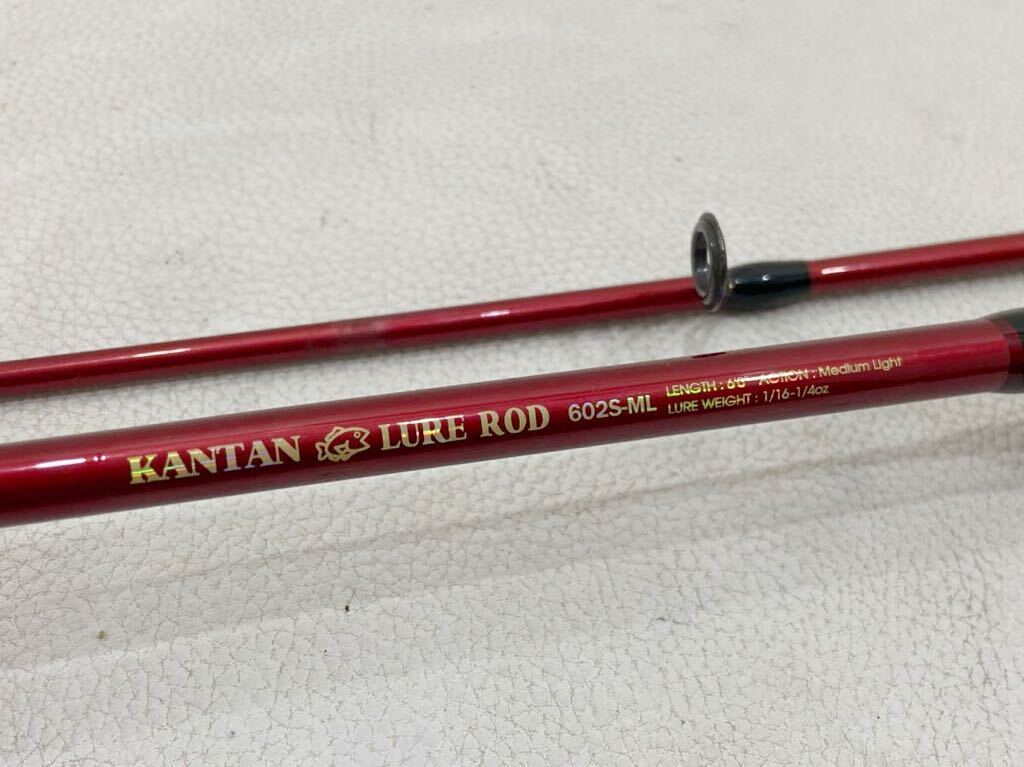 KANTAN LURE ROD 602S-ML
LENGTH : 6'0" ACTION : Medium Light
LURE WEIGHT : 1/16-1/4oz